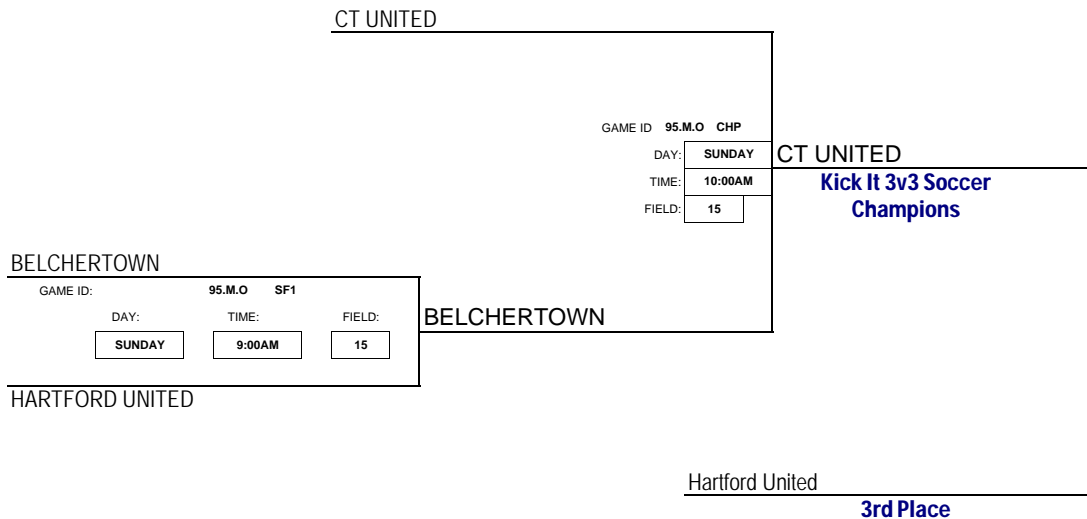 CT UNITED
GAME ID 95.M.O CHP
DAY: SUNDAY
CT UNITED
TIME: 10:00AM
Kick It 3v3 Soccer
Champions
FIELD: 15
BELCHERTOWN
GAME ID: 95.M.O SF1
DAY: TIME: FIELD:
BELCHERTOWN
SUNDAY 9:00AM 15
HARTFORD UNITED
Hartford United
3rd Place